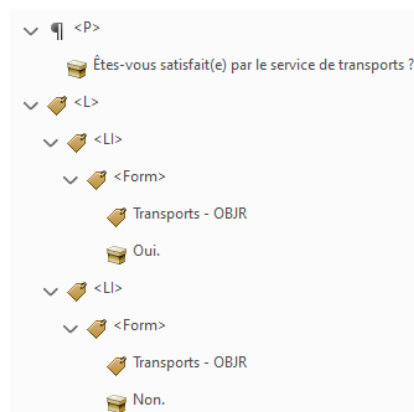 <P>
Êtes-vous satisfait(e) par le service de transports ?
<L>
<LI>
<Form>
Transports - OBJR
Oui.
<LI>
<Form>
Transports - OBJR
Non.